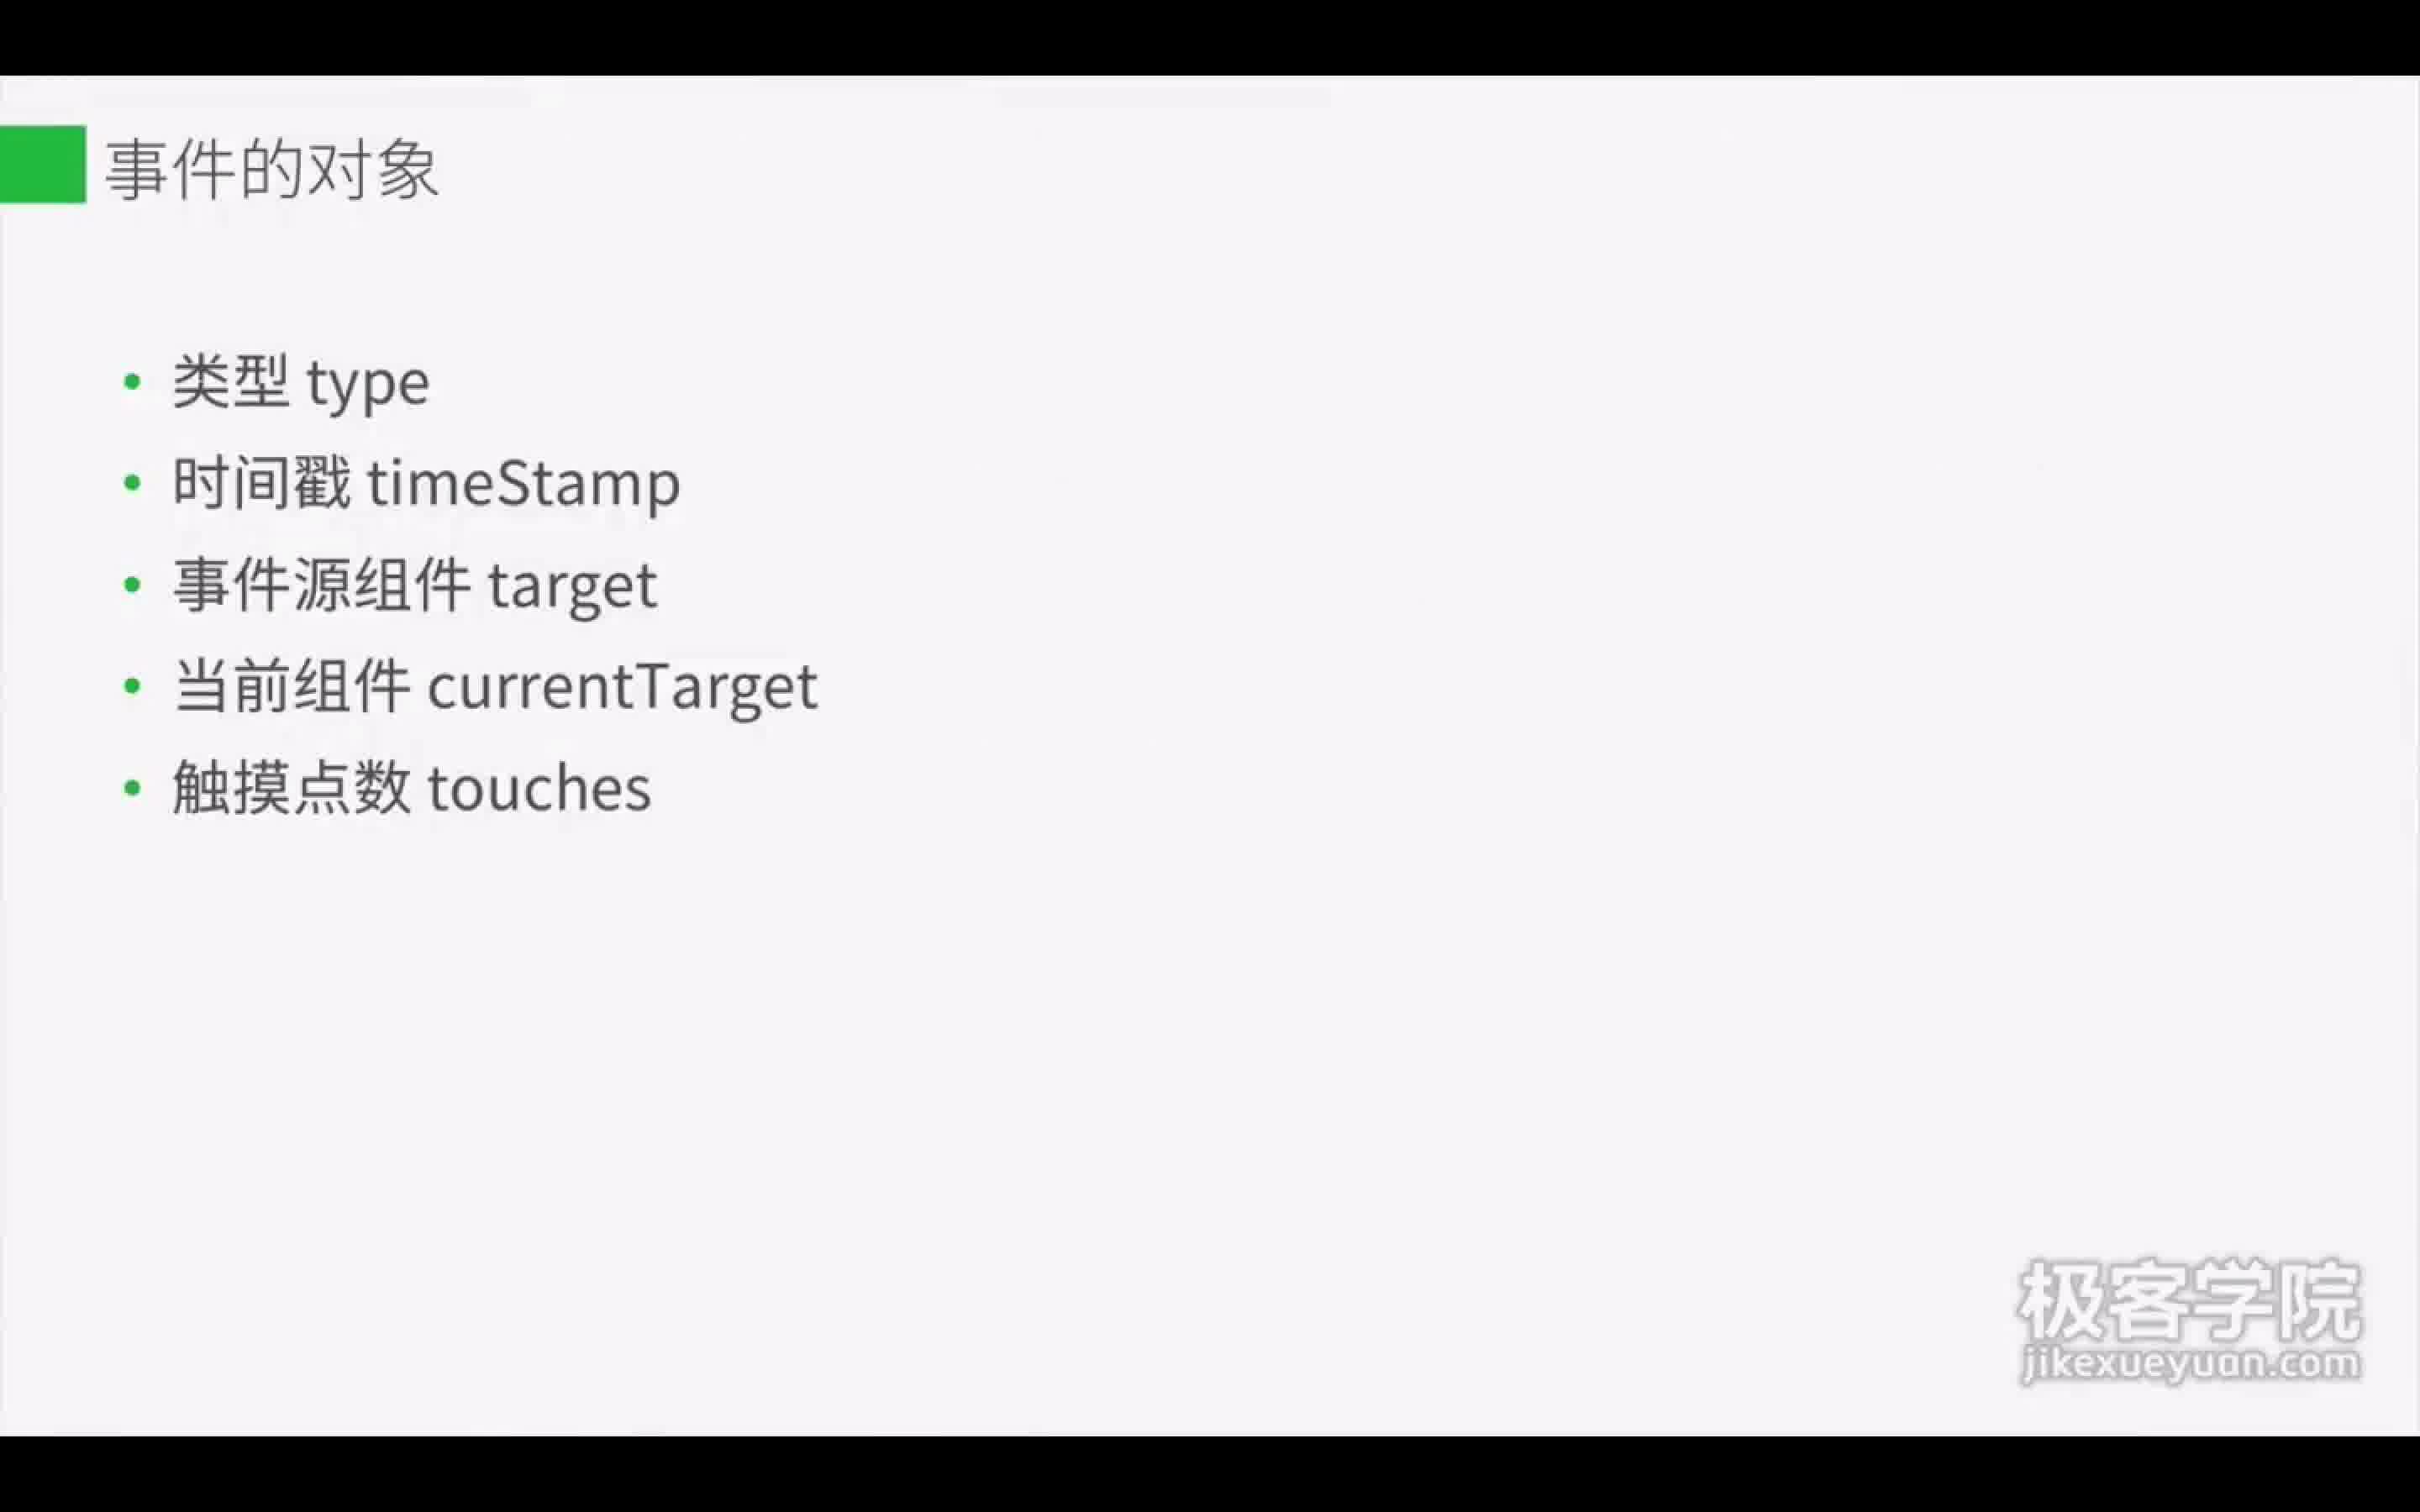 事件的对象
类型 type
时间戳 timeStamp
事件源组件 target
当前组件 currentTarget
触摸点数 touches
极客学院
jikexueyuan.com